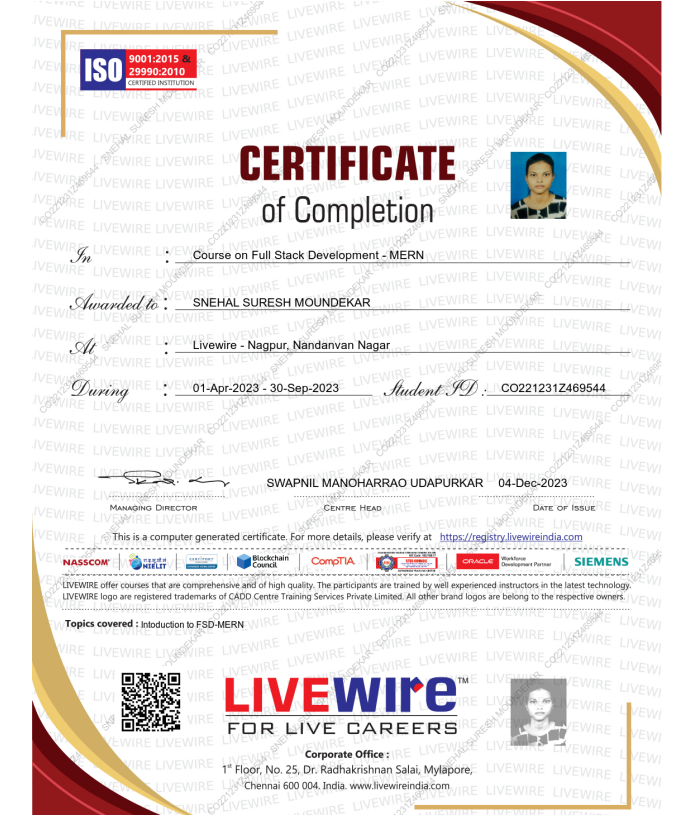 ISO 9001:2015 &
29990:2010
CERTIFIED INSTITUTION
CERTIFICATE
of Completion
In : Course on Full Stack Development - MERN
Awarded to : SNEHAL SURESH MOUNDEKAR
At : Livewire - Nagpur, Nandanvan Nagar
During : 01-Apr-2023 - 30-Sep-2023 Student ID : CO221231Z469544
SWAPNIL MANOHARRAO UDAPURKAR 04-Dec-2023
MANAGING DIRECTOR CENTRE HEAD DATE OF ISSUE
This is a computer generated certificate. For more details, please verify at https://registry.livewireindia.com
NASSCOM NIELIT Blockchain Council CompTIA ORACLE Workforce Development Partner SIEMENS
LIVEWIRE offer courses that are comprehensive and of high quality. The participants are trained by well experienced instructors in the latest technology.
LIVEWIRE logo are registered trademarks of CADD Centre Training Services Private Limited. All other brand logos are belong to the respective owners.
Topics covered : Intoduction to FSD-MERN
LIVEWIRE™
FOR LIVE CAREERS
Corporate Office :
1st Floor, No. 25, Dr. Radhakrishnan Salai, Mylapore,
Chennai 600 004. India. www.livewireindia.com